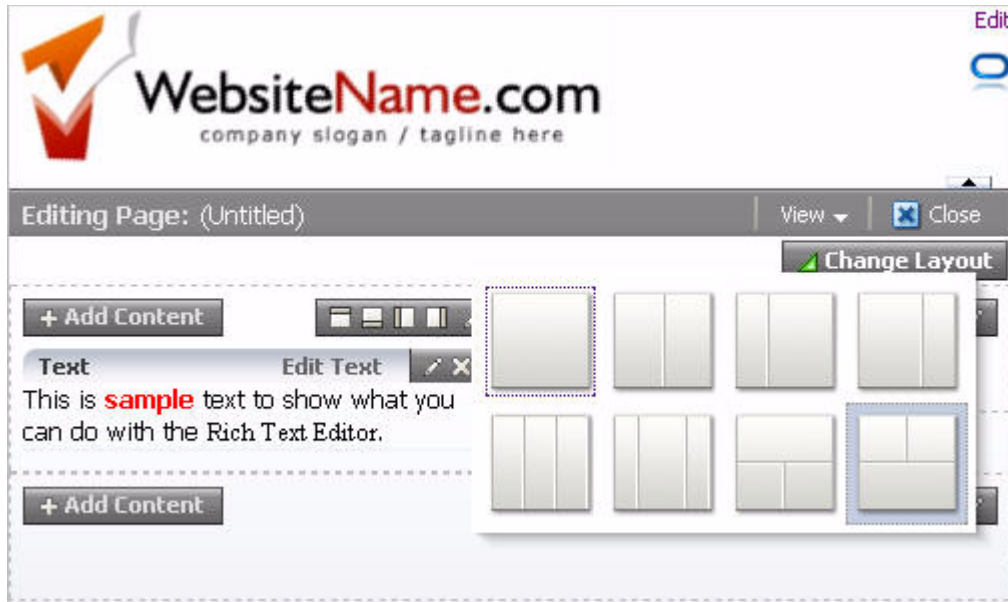 Edit
WebsiteName.com
company slogan / tagline here
Editing Page: (Untitled)
View
Close
Change Layout
+ Add Content
Text
Edit Text
This is sample text to show what you
can do with the Rich Text Editor.
+ Add Content